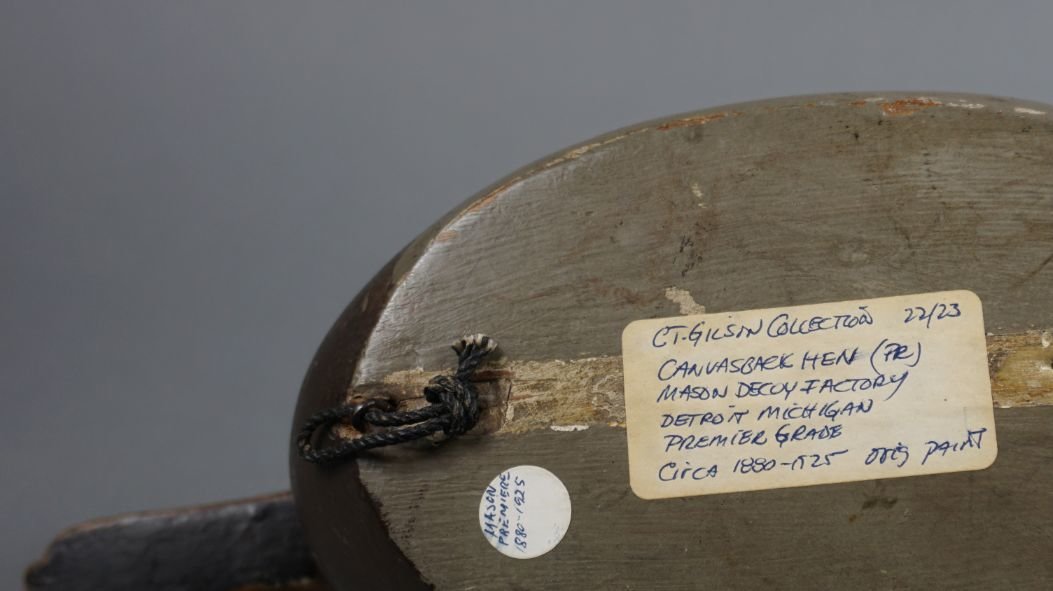 CT. GILSIN COLLECTION 22/23
CANVASBACK HEN (PR)
MASON DECOY FACTORY
DETROIT MICHIGAN
PREMIER GRADE
CIRCA 1880-1525 ORIG PAINT
MASON
PREMIERE
1880-1925